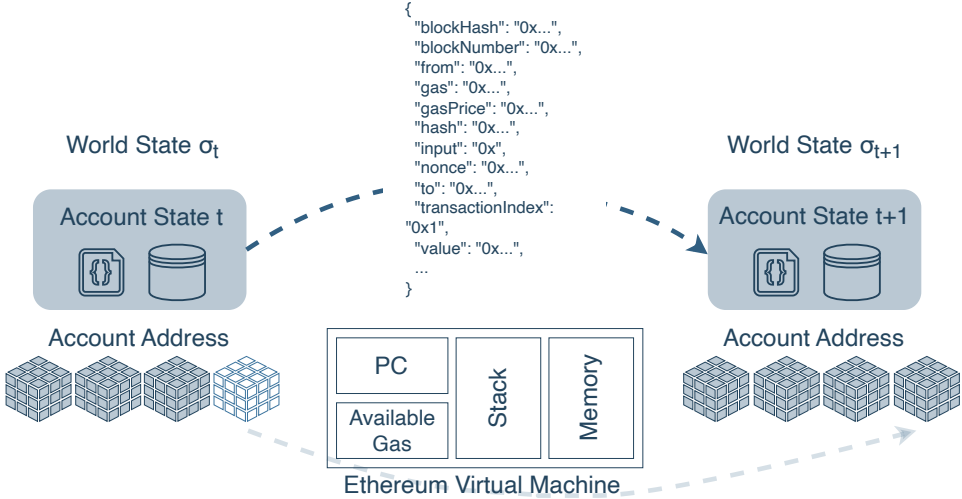 {
"blockHash": "0x...",
"blockNumber": "0x...",
"from": "0x...",
"gas": "0x...",
"gasPrice": "0x...",
"hash": "0x...",
"input": "0x",
"nonce": "0x...",
"to": "0x...",
"transactionIndex":
"0x1",
"value": "0x...",
...
}
World State σt
Account State t
{}
Account Address
World State σt+1
Account State t+1
{}
Account Address
PC
Available
Gas
Stack
Memory
Ethereum Virtual Machine